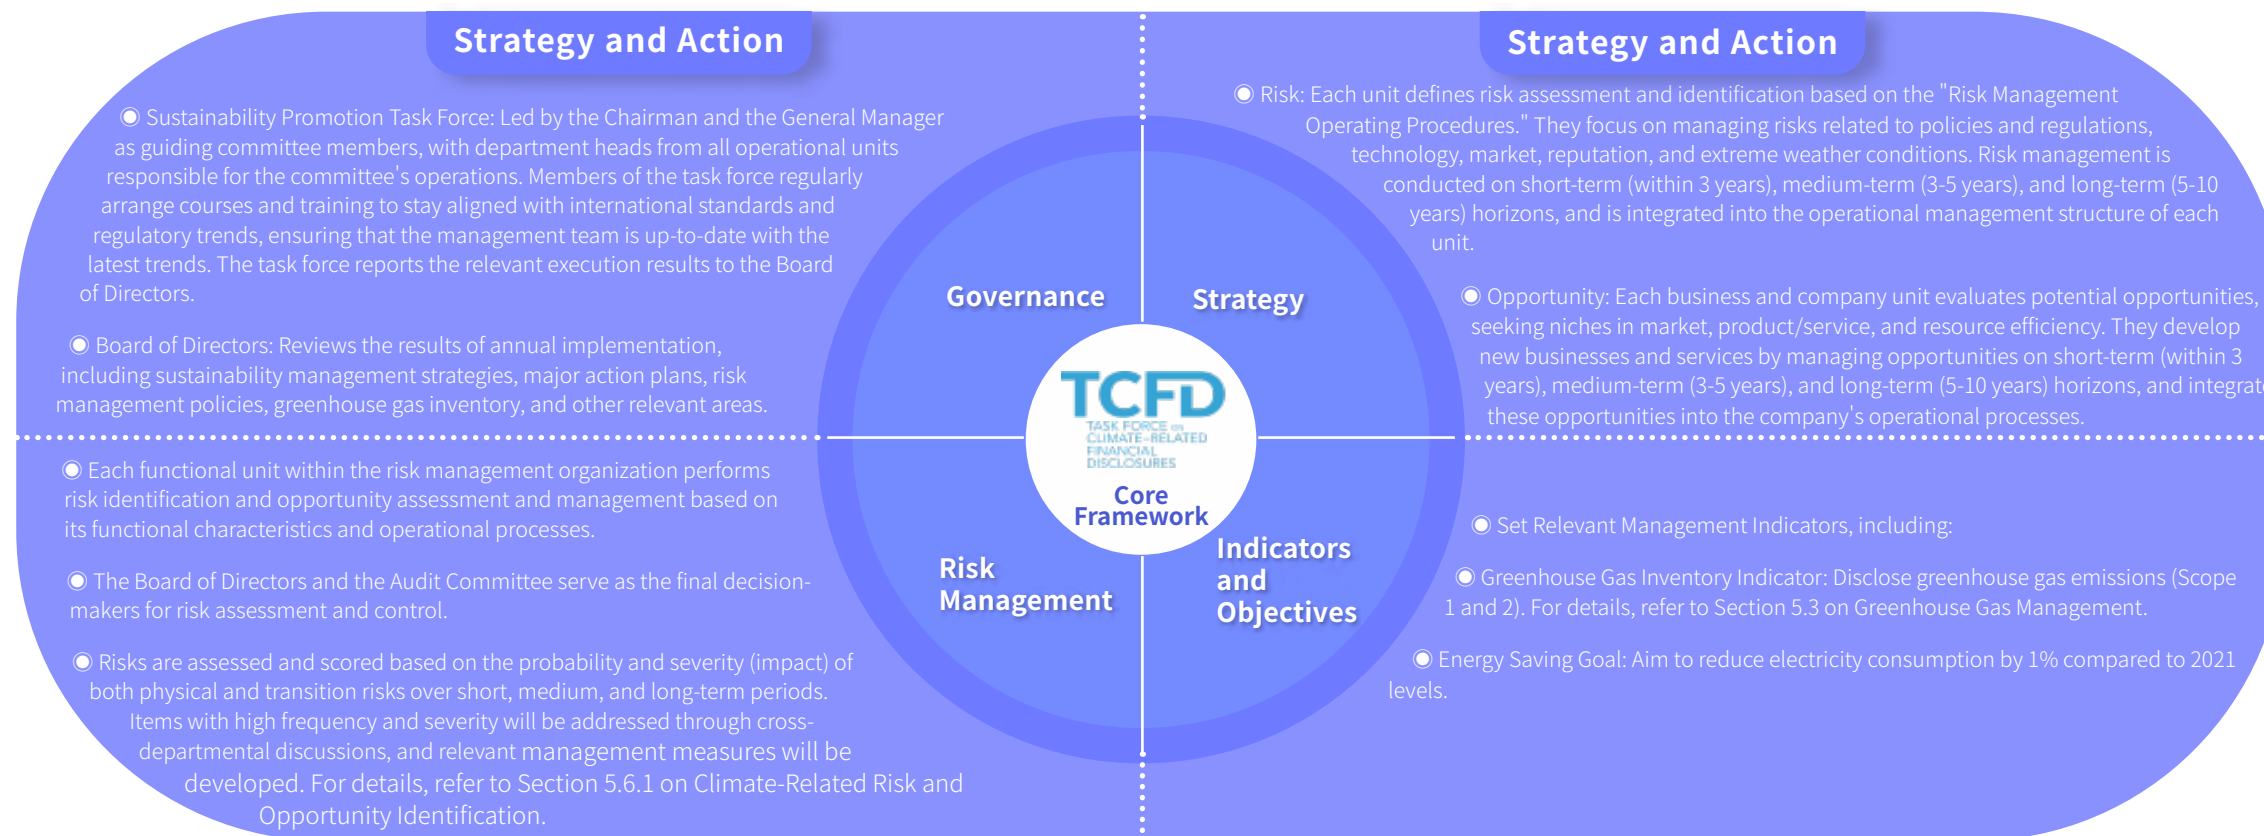 Strategy and Action
◉ Sustainability Promotion Task Force: Led by the Chairman and the General Manager
as guiding committee members, with department heads from all operational units
responsible for the committee's operations. Members of the task force regularly
arrange courses and training to stay aligned with international standards and
regulatory trends, ensuring that the management team is up-to-date with the
latest trends. The task force reports the relevant execution results to the Board
of Directors.
◉ Board of Directors: Reviews the results of annual implementation,
including sustainability management strategies, major action plans, risk
management policies, greenhouse gas inventory, and other relevant areas.
Strategy and Action
◉ Risk: Each unit defines risk assessment and identification based on the "Risk Management
Operating Procedures." They focus on managing risks related to policies and regulations,
technology, market, reputation, and extreme weather conditions. Risk management is
conducted on short-term (within 3 years), medium-term (3-5 years), and long-term (5-10
years) horizons, and is integrated into the operational management structure of each
unit.
◉ Opportunity: Each business and company unit evaluates potential opportunities,
seeking niches in market, product/service, and resource efficiency. They develop
new businesses and services by managing opportunities on short-term (within 3
years), medium-term (3-5 years), and long-term (5-10 years) horizons, and integrate
these opportunities into the company's operational processes.
Governance
Strategy
TCFD
TASK FORCE on
CLIMATE-RELATED
FINANCIAL
DISCLOSURES
Core
Framework
Risk
Management
Indicators
and
Objectives
◉ Each functional unit within the risk management organization performs
risk identification and opportunity assessment and management based on
its functional characteristics and operational processes.
◉ The Board of Directors and the Audit Committee serve as the final decision-
makers for risk assessment and control.
◉ Risks are assessed and scored based on the probability and severity (impact) of
both physical and transition risks over short, medium, and long-term periods.
Items with high frequency and severity will be addressed through cross-
departmental discussions, and relevant management measures will be
developed. For details, refer to Section 5.6.1 on Climate-Related Risk and
Opportunity Identification.
◉ Set Relevant Management Indicators, including:
◉ Greenhouse Gas Inventory Indicator: Disclose greenhouse gas emissions (Scope
1 and 2). For details, refer to Section 5.3 on Greenhouse Gas Management.
◉ Energy Saving Goal: Aim to reduce electricity consumption by 1% compared to 2021
levels.